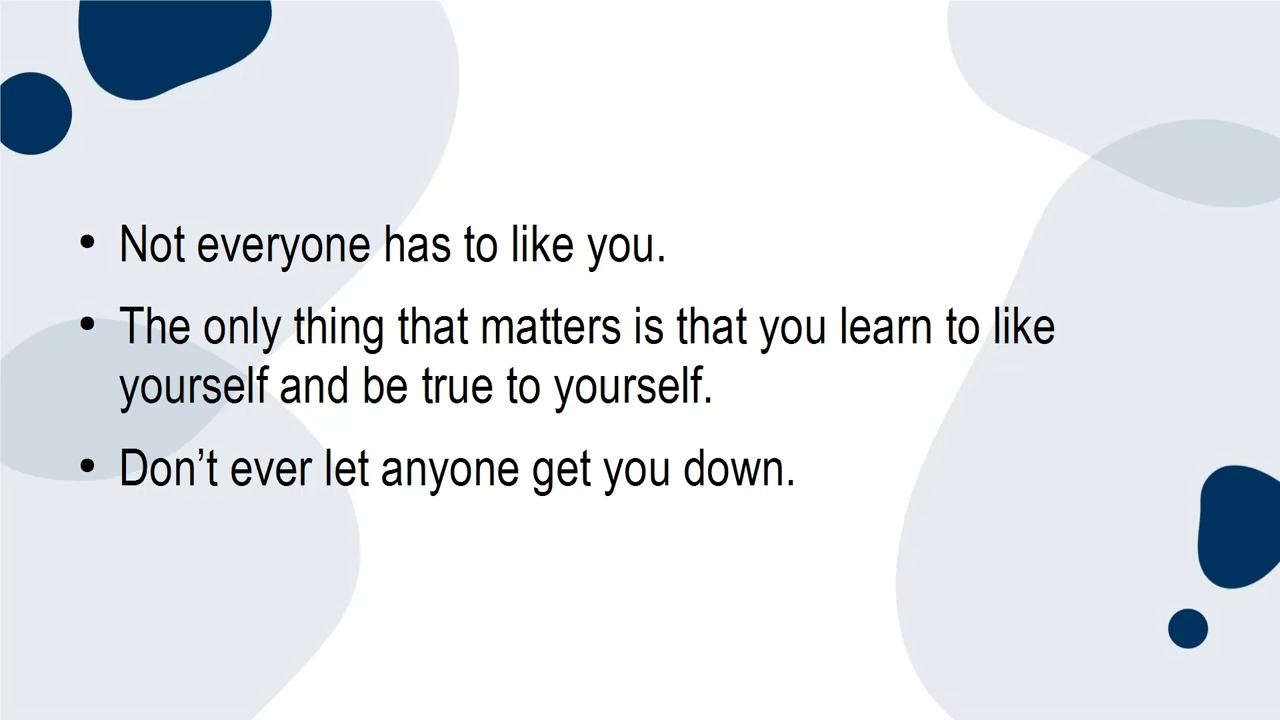 • Not everyone has to like you.
• The only thing that matters is that you learn to like
yourself and be true to yourself.
• Don’t ever let anyone get you down.